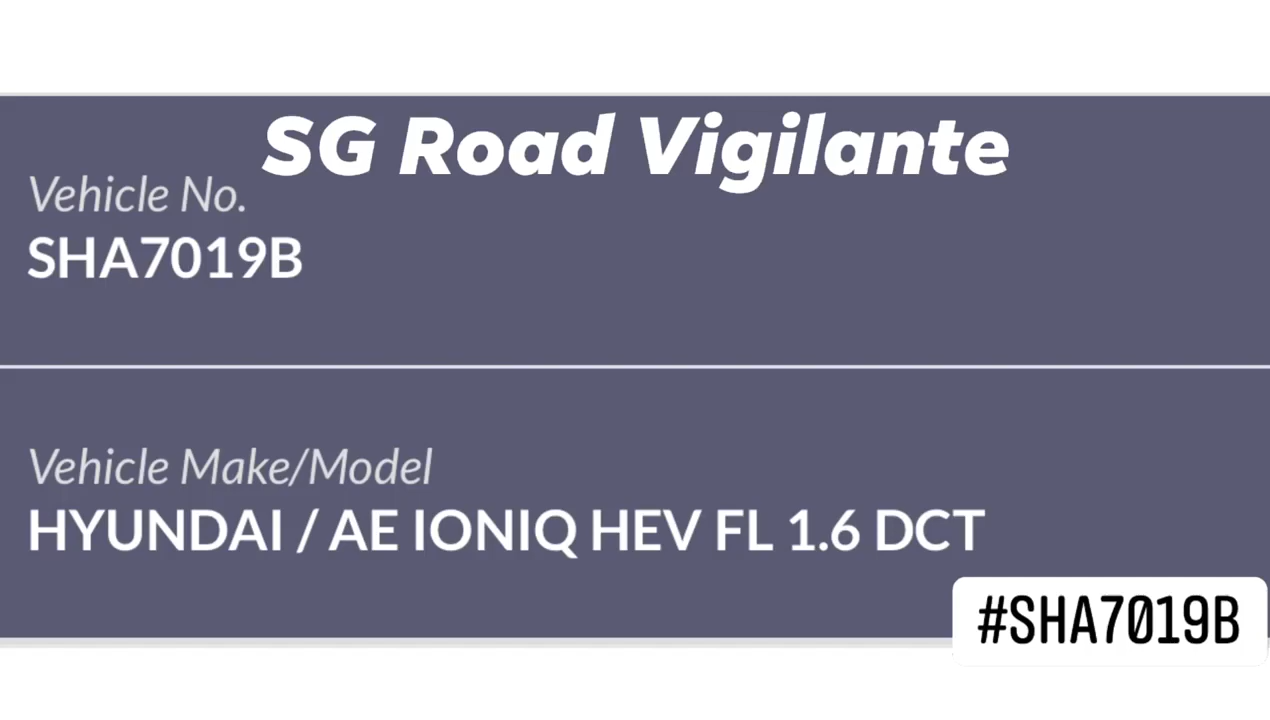 SG Road Vigilante
Vehicle No.
SHA7019B
Vehicle Make/Model
HYUNDAI / AE IONIQ HEV FL 1.6 DCT
#SHA7019B